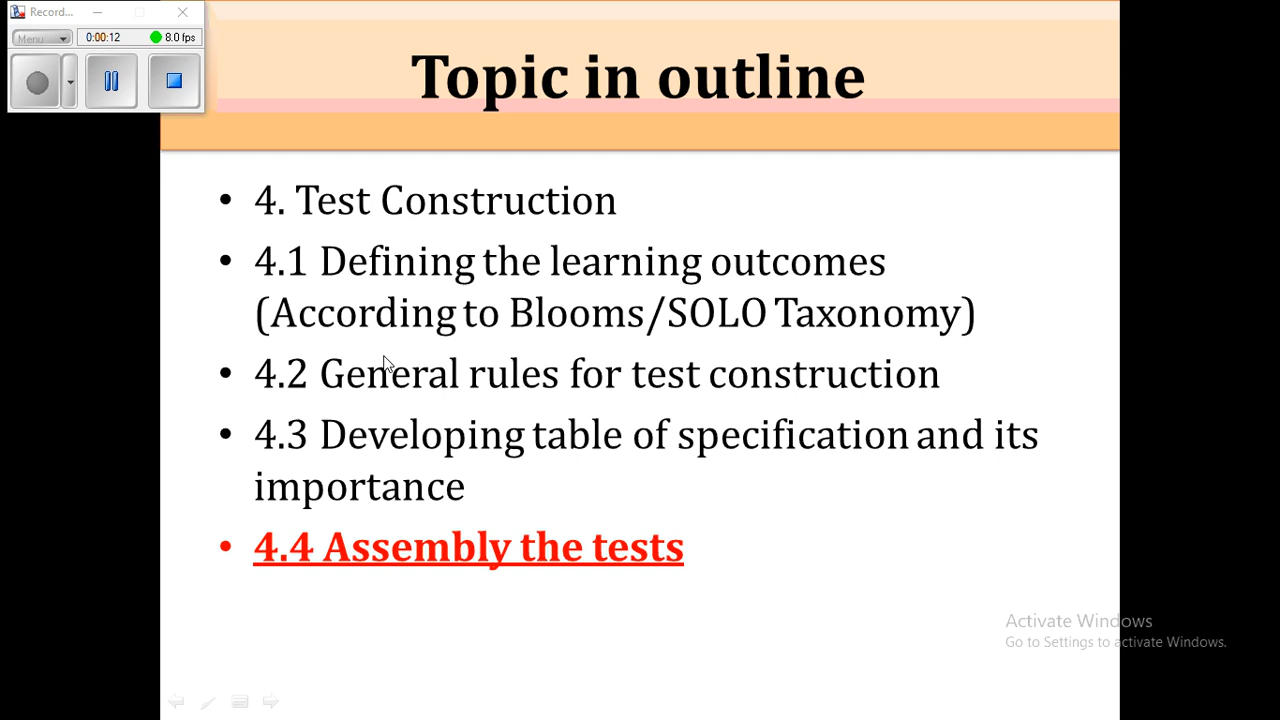 Record...
Menu
0:00:12
8.0 fps
Topic in outline
• 4. Test Construction
• 4.1 Defining the learning outcomes
(According to Blooms/SOLO Taxonomy)
• 4.2 General rules for test construction
• 4.3 Developing table of specification and its
importance
• 4.4 Assembly the tests
Activate Windows
Go to Settings to activate Windows.